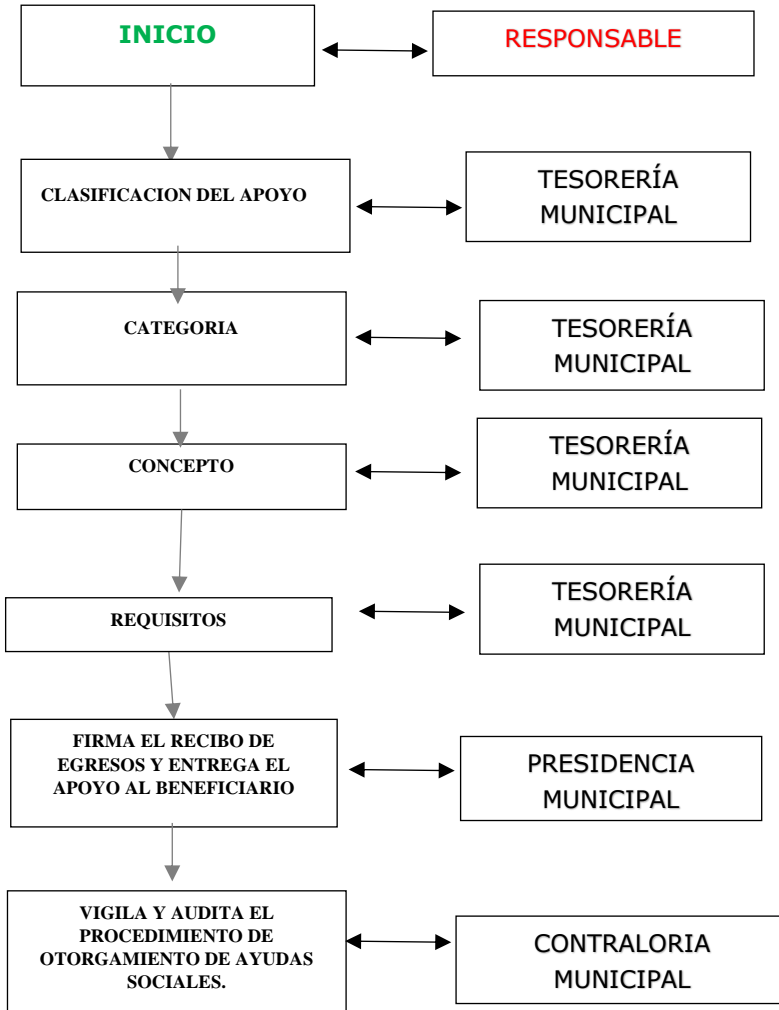 INICIO
RESPONSABLE
CLASIFICACION DEL APOYO
TESORERÍA
MUNICIPAL
CATEGORIA
TESORERÍA
MUNICIPAL
CONCEPTO
TESORERÍA
MUNICIPAL
REQUISITOS
TESORERÍA
MUNICIPAL
FIRMA EL RECIBO DE
EGRESOS Y ENTREGA EL
APOYO AL BENEFICIARIO
PRESIDENCIA
MUNICIPAL
VIGILA Y AUDITA EL
PROCEDIMIENTO DE
OTORGAMIENTO DE AYUDAS
SOCIALES.
CONTRALORIA
MUNICIPAL